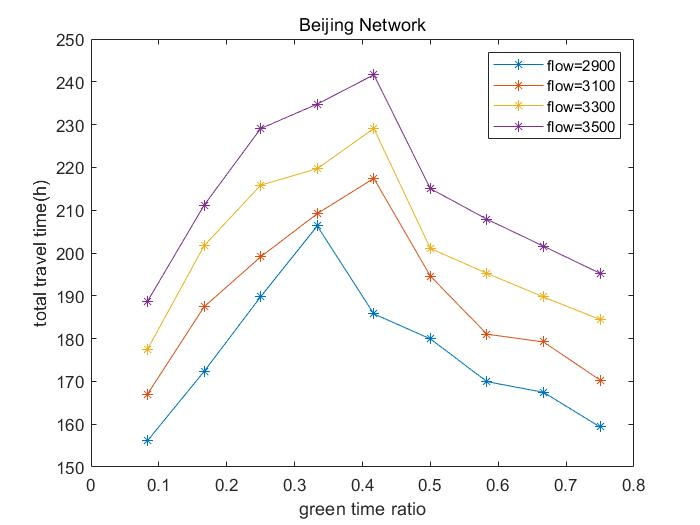 Beijing Network
250
240
230
220
210
200
190
180
170
160
150
total travel time(h)
flow=2900
flow=3100
flow=3300
flow=3500
0 0.1 0.2 0.3 0.4 0.5 0.6 0.7 0.8
green time ratio